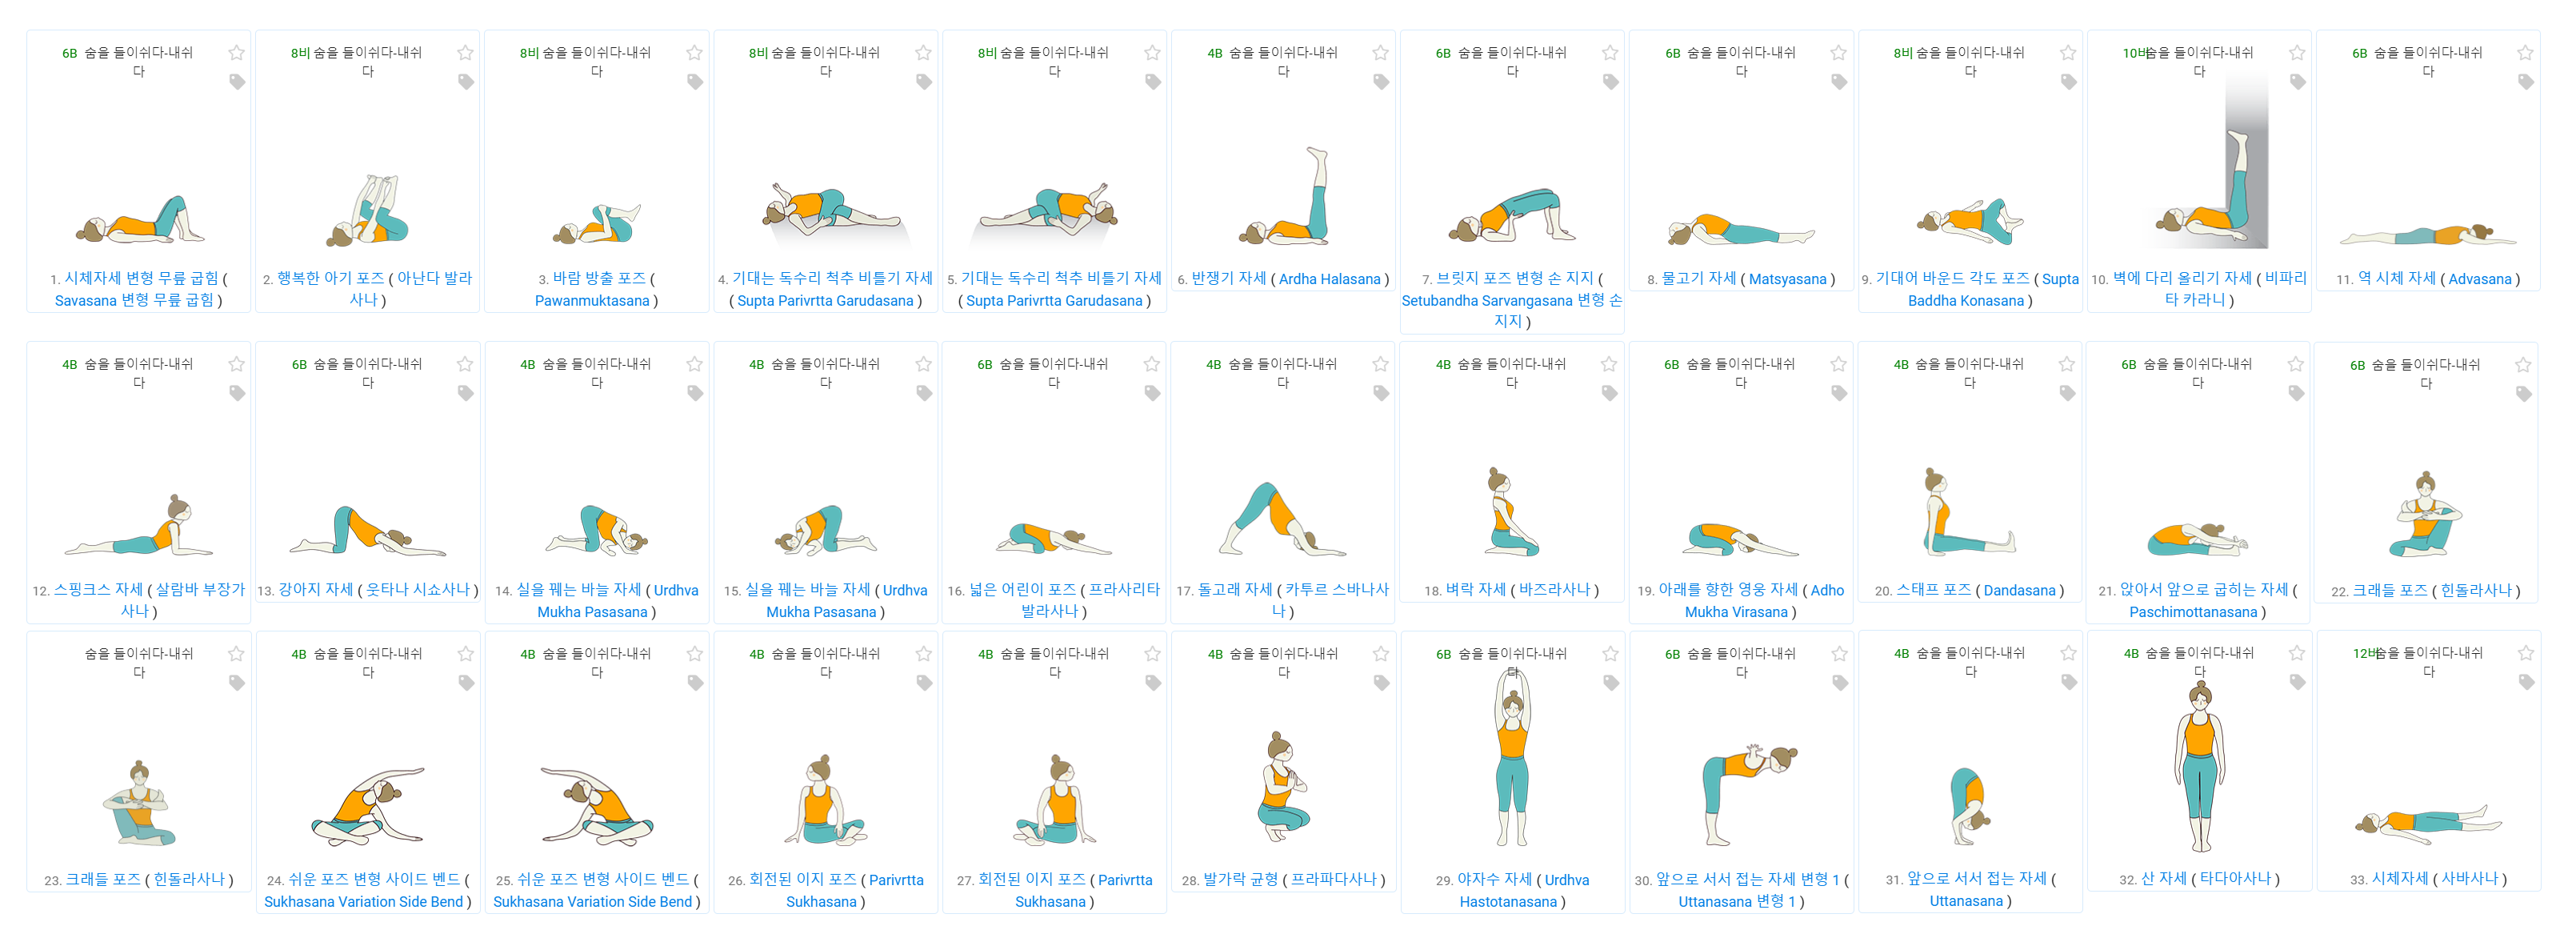 6B 숨을 들이쉬다-내쉬
다
1. 시체자세 변형 무릎 굽힘 (
Savasana 변형 무릎 굽힘 )
8비 숨을 들이쉬다-내쉬
다
2. 행복한 아기 포즈 ( 아난다 발라
사나 )
8비 숨을 들이쉬다-내쉬
다
3. 바람 방출 포즈 (
Pawanmuktasana )
8비 숨을 들이쉬다-내쉬
다
4. 기대는 독수리 척추 비틀기 자세
( Supta Parivrtta Garudasana )
8비 숨을 들이쉬다-내쉬
다
5. 기대는 독수리 척추 비틀기 자세
( Supta Parivrtta Garudasana )
4B 숨을 들이쉬다-내쉬
다
6. 반쟁기 자세 ( Ardha Halasana )
6B 숨을 들이쉬다-내쉬
다
7. 브릿지 포즈 변형 손 지지 (
Setubandha Sarvangasana 변형 손
지지 )
6B 숨을 들이쉬다-내쉬
다
8. 물고기 자세 ( Matsyasana )
8비 숨을 들이쉬다-내쉬
다
9. 기대어 바운드 각도 포즈 ( Supta
Baddha Konasana )
10비 숨을 들이쉬다-내쉬
다
10. 벽에 다리 올리기 자세 ( 비파리
타 카라니 )
6B 숨을 들이쉬다-내쉬
다
11. 역 시체 자세 ( Advasana )
4B 숨을 들이쉬다-내쉬
다
12. 스핑크스 자세 ( 살람바 부장가
사나 )
6B 숨을 들이쉬다-내쉬
다
13. 강아지 자세 ( 웃타나 시쇼사나 )
4B 숨을 들이쉬다-내쉬
다
14. 실을 꿰는 바늘 자세 ( Urdhva
Mukha Pasasana )
4B 숨을 들이쉬다-내쉬
다
15. 실을 꿰는 바늘 자세 ( Urdhva
Mukha Pasasana )
6B 숨을 들이쉬다-내쉬
다
16. 넓은 어린이 포즈 ( 프라사리타
발라사나 )
4B 숨을 들이쉬다-내쉬
다
17. 돌고래 자세 ( 카투르 스바나사
나 )
4B 숨을 들이쉬다-내쉬
다
18. 벼락 자세 ( 바즈라사나 )
6B 숨을 들이쉬다-내쉬
다
19. 아래를 향한 영웅 자세 ( Adho
Mukha Virasana )
4B 숨을 들이쉬다-내쉬
다
20. 스태프 포즈 ( Dandasana )
6B 숨을 들이쉬다-내쉬
다
21. 앉아서 앞으로 굽히는 자세 (
Paschimottanasana )
6B 숨을 들이쉬다-내쉬
다
22. 크래들 포즈 ( 힌돌라사나 )
숨을 들이쉬다-내쉬
다
23. 크래들 포즈 ( 힌돌라사나 )
4B 숨을 들이쉬다-내쉬
다
24. 쉬운 포즈 변형 사이드 벤드 (
Sukhasana Variation Side Bend )
4B 숨을 들이쉬다-내쉬
다
25. 쉬운 포즈 변형 사이드 벤드 (
Sukhasana Variation Side Bend )
4B 숨을 들이쉬다-내쉬
다
26. 회전된 이지 포즈 ( Parivrtta
Sukhasana )
4B 숨을 들이쉬다-내쉬
다
27. 회전된 이지 포즈 ( Parivrtta
Sukhasana )
4B 숨을 들이쉬다-내쉬
다
28. 발가락 균형 ( 프라파다사나 )
6B 숨을 들이쉬다-내쉬
다
29. 야자수 자세 ( Urdhva
Hastotanasana )
6B 숨을 들이쉬다-내쉬
다
30. 앞으로 서서 접는 자세 변형 1 (
Uttanasana 변형 1 )
4B 숨을 들이쉬다-내쉬
다
31. 앞으로 서서 접는 자세 (
Uttanasana )
4B 숨을 들이쉬다-내쉬
다
32. 산 자세 ( 타다아사나 )
12비 숨을 들이쉬다-내쉬
다
33. 시체자세 ( 사바사나 )